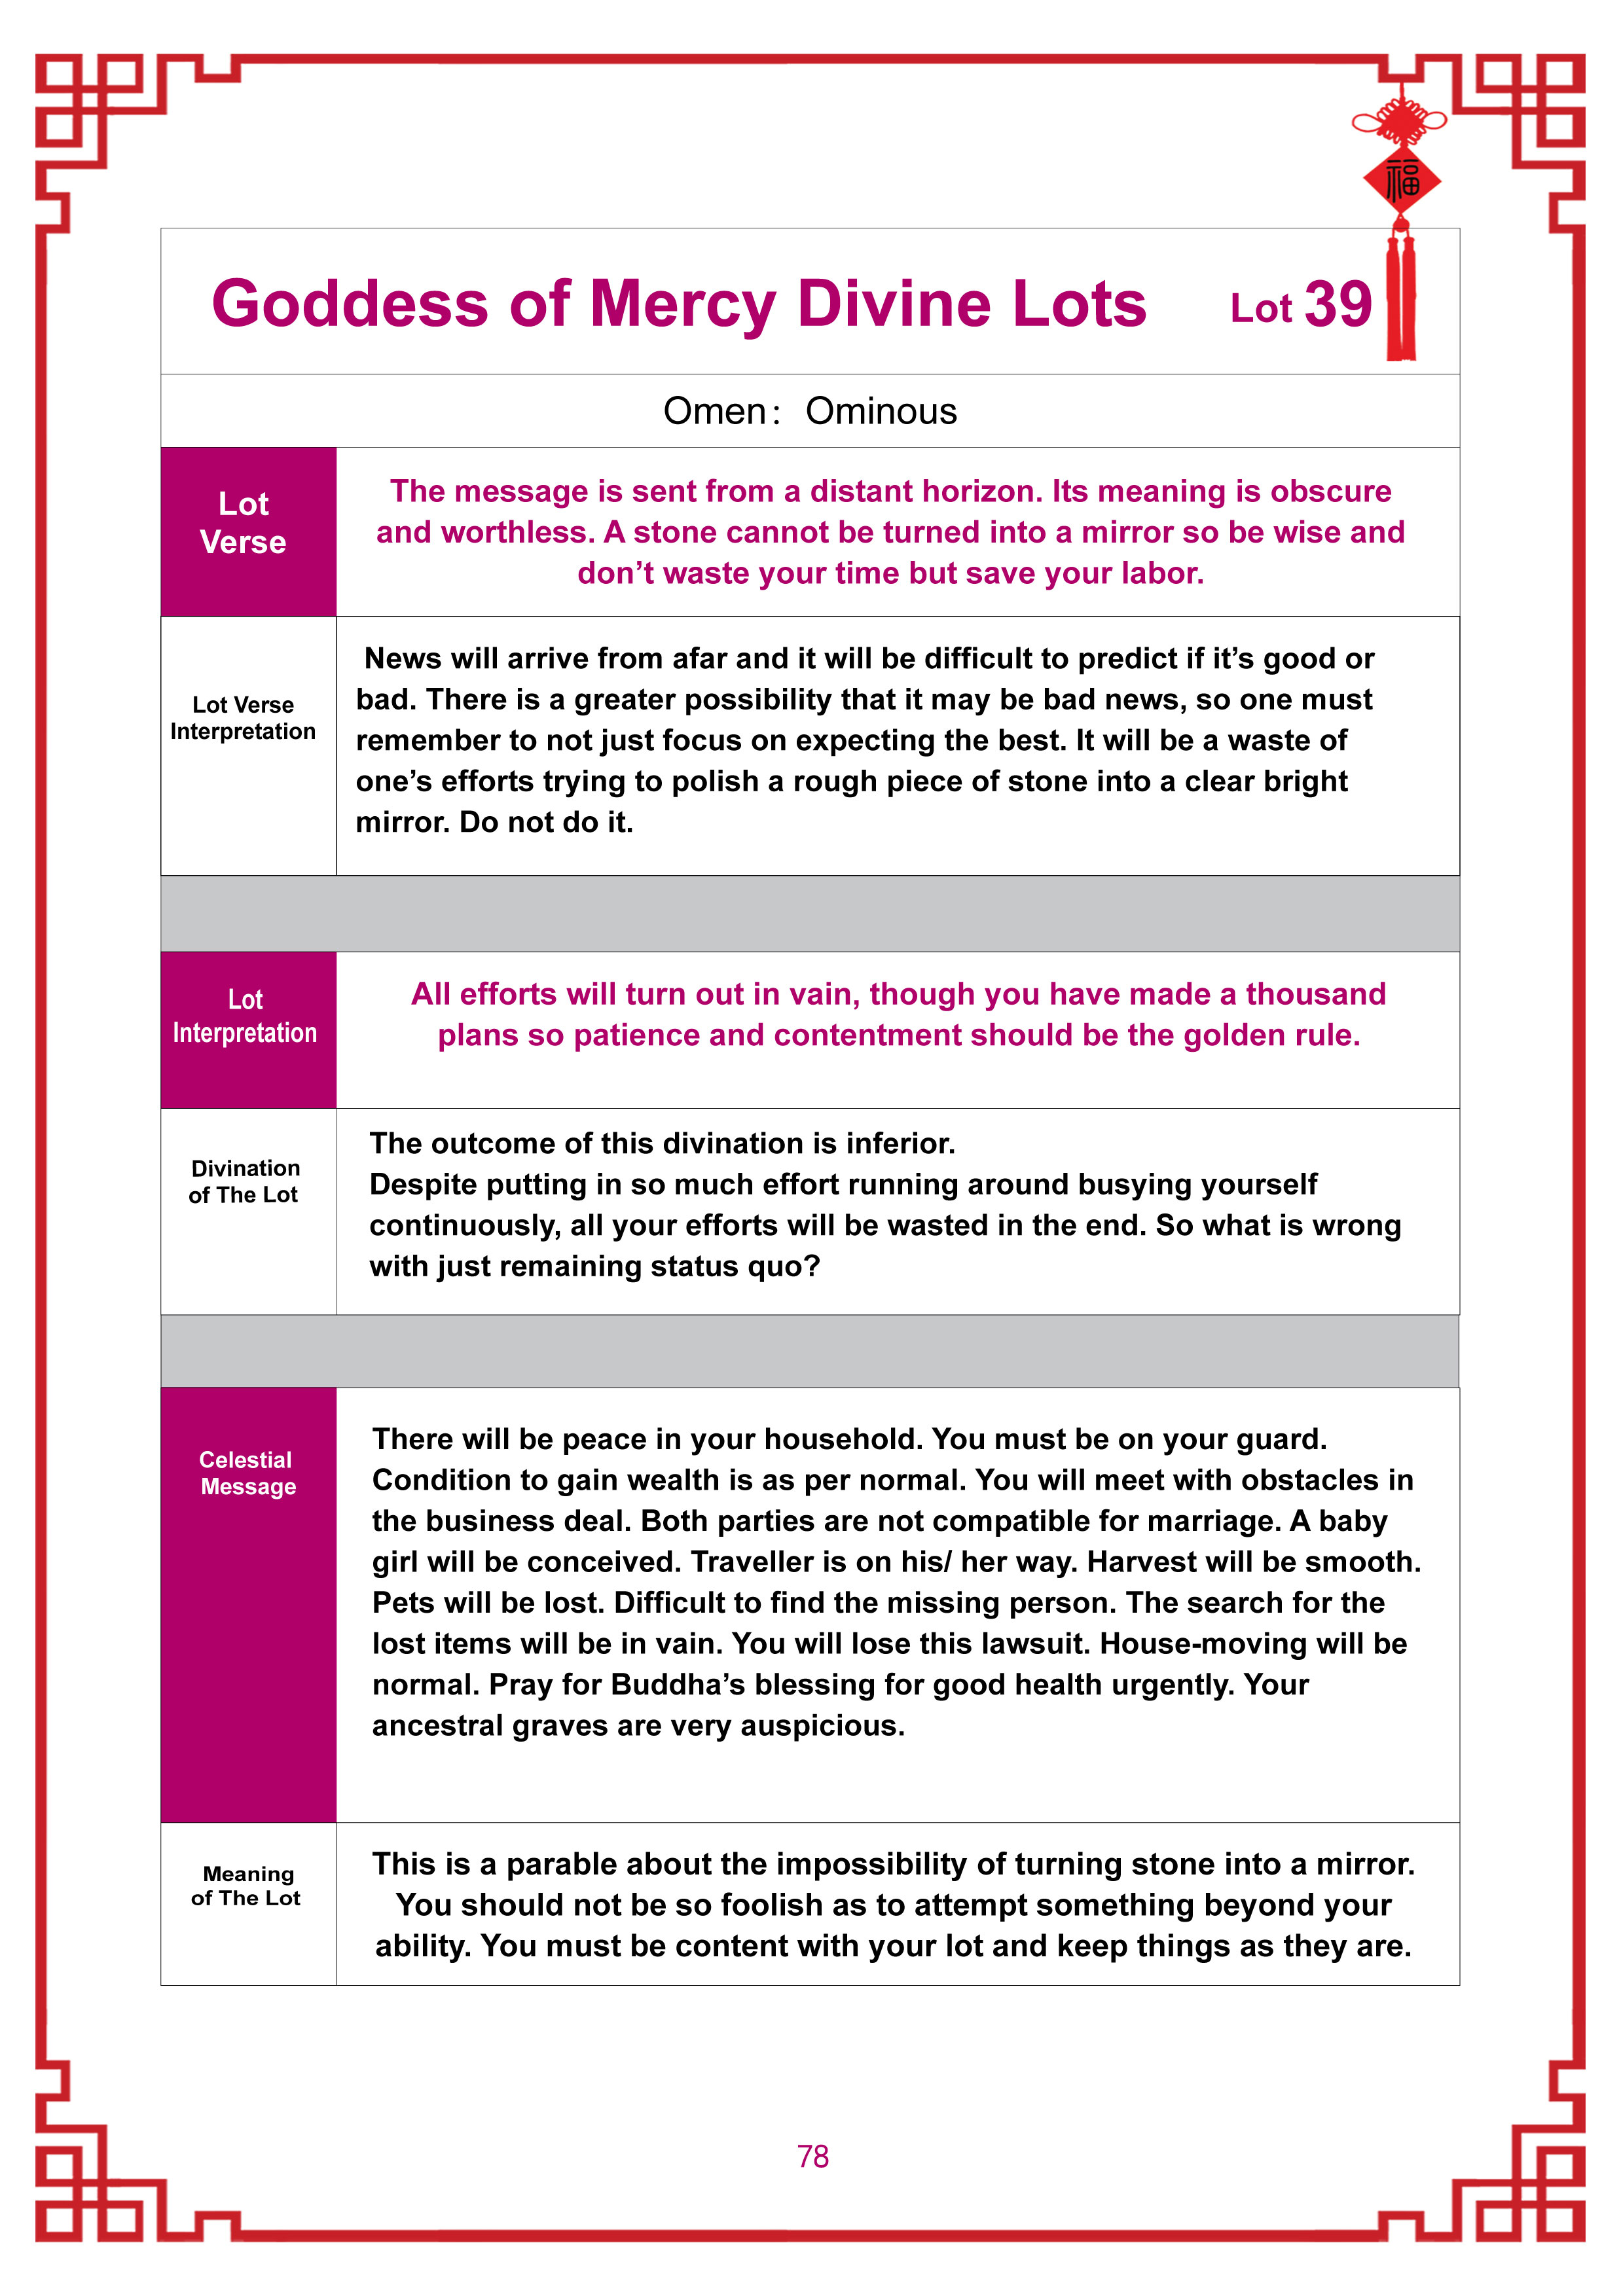 福
Goddess of Mercy Divine Lots Lot 39
Omen： Ominous
Lot
Verse
The message is sent from a distant horizon. Its meaning is obscure
and worthless. A stone cannot be turned into a mirror so be wise and
don’t waste your time but save your labor.
Lot Verse
Interpretation
News will arrive from afar and it will be difficult to predict if it’s good or
bad. There is a greater possibility that it may be bad news, so one must
remember to not just focus on expecting the best. It will be a waste of
one’s efforts trying to polish a rough piece of stone into a clear bright
mirror. Do not do it.
Lot
Interpretation
All efforts will turn out in vain, though you have made a thousand
plans so patience and contentment should be the golden rule.
Divination
of The Lot
The outcome of this divination is inferior.
Despite putting in so much effort running around busying yourself
continuously, all your efforts will be wasted in the end. So what is wrong
with just remaining status quo?
Celestial
Message
There will be peace in your household. You must be on your guard.
Condition to gain wealth is as per normal. You will meet with obstacles in
the business deal. Both parties are not compatible for marriage. A baby
girl will be conceived. Traveller is on his/ her way. Harvest will be smooth.
Pets will be lost. Difficult to find the missing person. The search for the
lost items will be in vain. You will lose this lawsuit. House-moving will be
normal. Pray for Buddha’s blessing for good health urgently. Your
ancestral graves are very auspicious.
Meaning
of The Lot
This is a parable about the impossibility of turning stone into a mirror.
You should not be so foolish as to attempt something beyond your
ability. You must be content with your lot and keep things as they are.
78